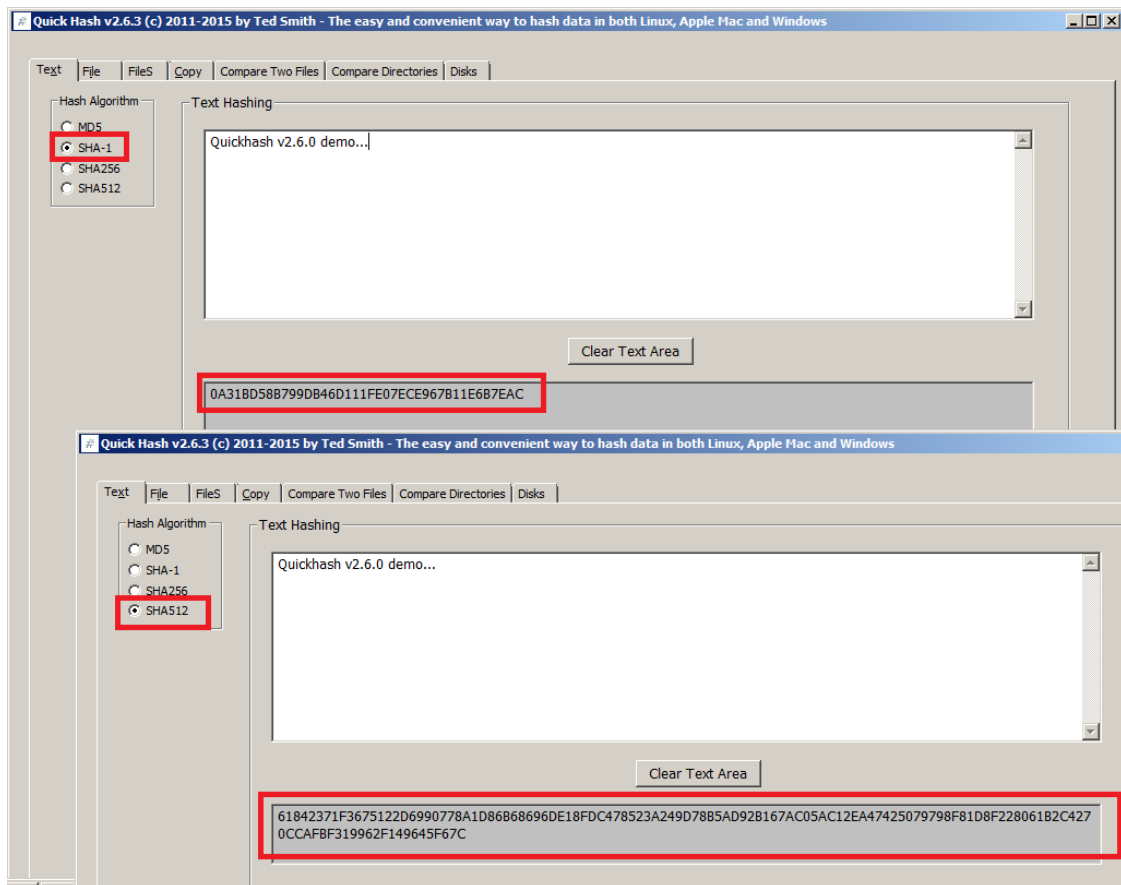 Quick Hash v2.6.3 (c) 2011-2015 by Ted Smith - The easy and convenient way to hash data in both Linux, Apple Mac and Windows
Text File FileS Copy Compare Two Files Compare Directories Disks
Hash Algorithm
MD5
SHA-1
SHA256
SHA512
Text Hashing
Quickhash v2.6.0 demo...
Clear Text Area
0A31BD58B799DB46D111FE07ECE967B11E6B7EAC
Quick Hash v2.6.3 (c) 2011-2015 by Ted Smith - The easy and convenient way to hash data in both Linux, Apple Mac and Windows
Text File FileS Copy Compare Two Files Compare Directories Disks
Hash Algorithm
MD5
SHA-1
SHA256
SHA512
Text Hashing
Quickhash v2.6.0 demo...
Clear Text Area
61842371F3675122D6990778A1D86B68696DE18FDC478523A249D78B5AD92B167AC05AC12EA47425079798F81D8F228061B2C427
0CCAFBF319962F149645F67C